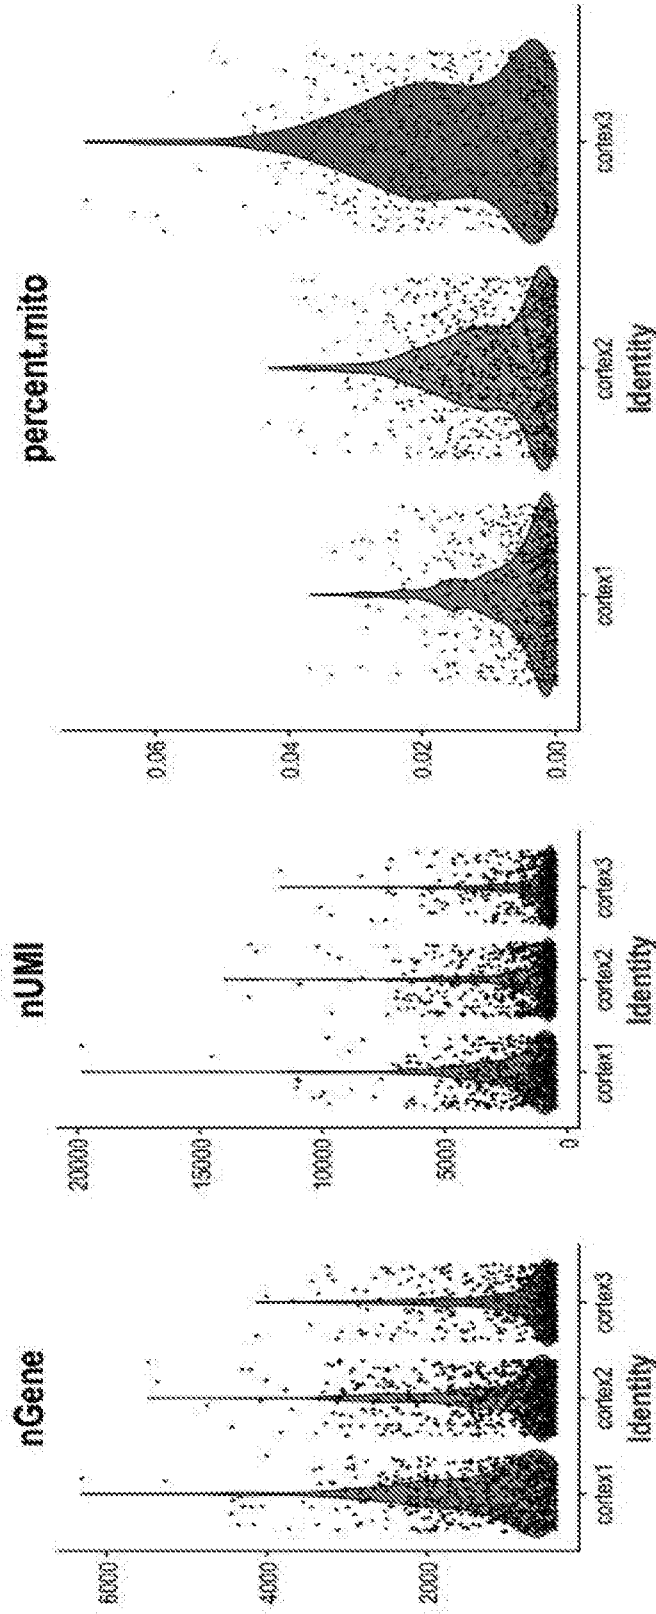 nGene
6000
4000
2000
cortex1 cortex2 cortex3
Identity
nUMI
20000
15000
10000
5000
0
cortex1 cortex2 cortex3
Identity
percent.mito
0.06
0.04
0.02
0.00
cortex1 cortex2 cortex3
Identity